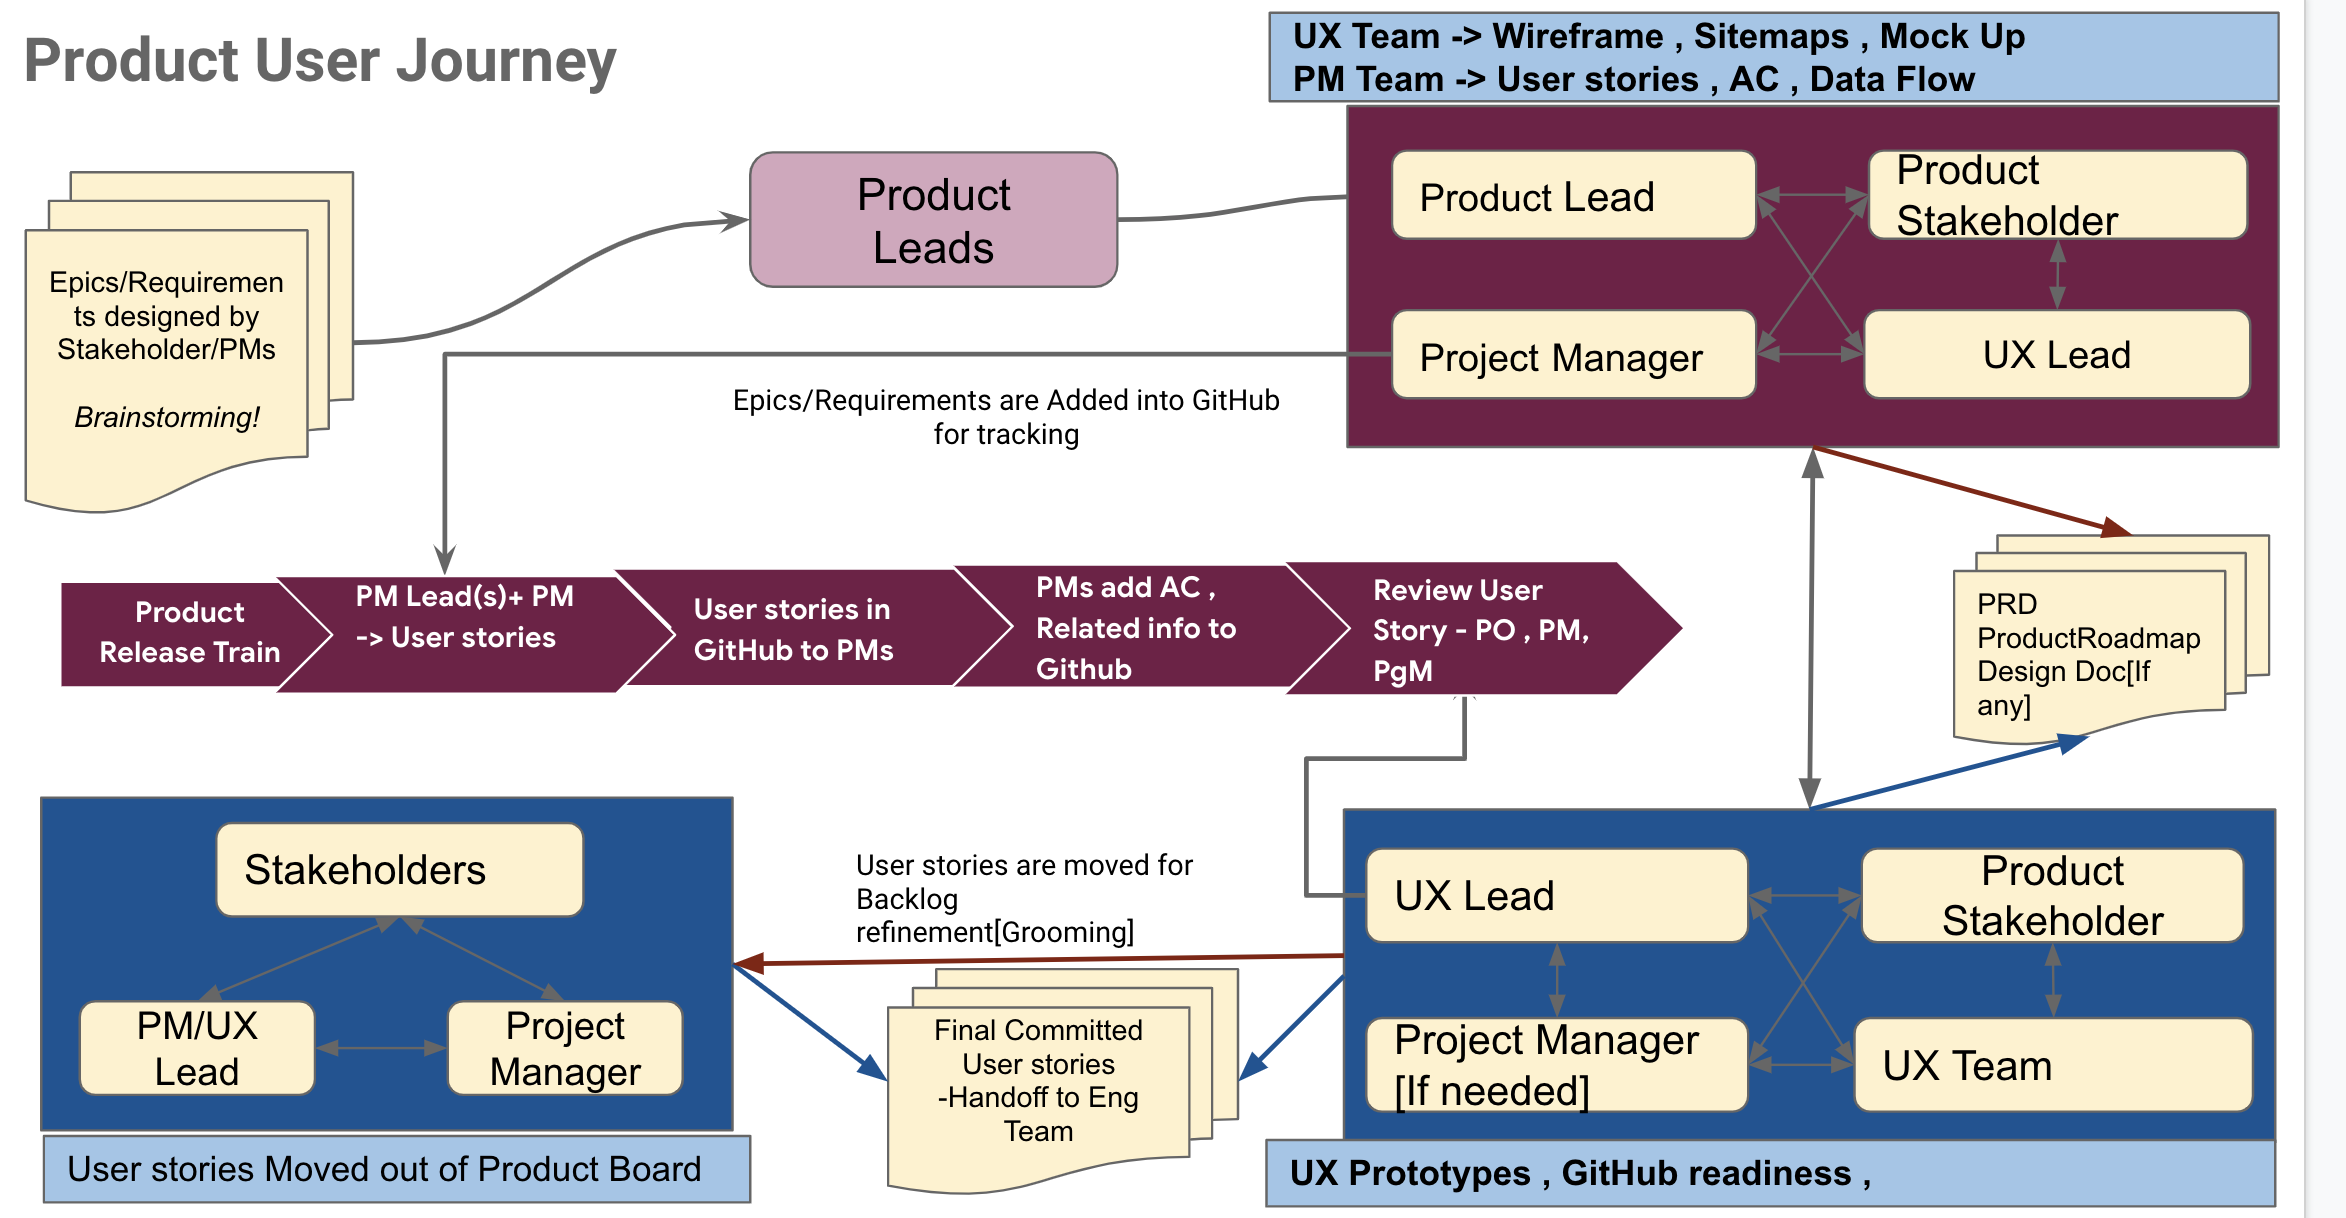 Product User Journey
UX Team -> Wireframe , Sitemaps , Mock Up
PM Team -> User stories , AC , Data Flow
Epics/Requiremen
ts designed by
Stakeholder/PMs
Brainstorming!
Product
Leads
Product Lead
Product
Stakeholder
Project Manager
UX Lead
Epics/Requirements are Added into GitHub
for tracking
Product
Release Train
PM Lead(s)+ PM
-> User stories
User stories in
GitHub to PMs
PMs add AC ,
Related info to
Github
Review User
Story - PO , PM,
PgM
PRD
ProductRoadmap
Design Doc[If
any]
Stakeholders
PM/UX
Lead
Project
Manager
User stories Moved out of Product Board
User stories are moved for
Backlog
refinement[Grooming]
Final Committed
User stories
-Handoff to Eng
Team
UX Lead
Product
Stakeholder
Project Manager
[If needed]
UX Team
UX Prototypes , GitHub readiness ,